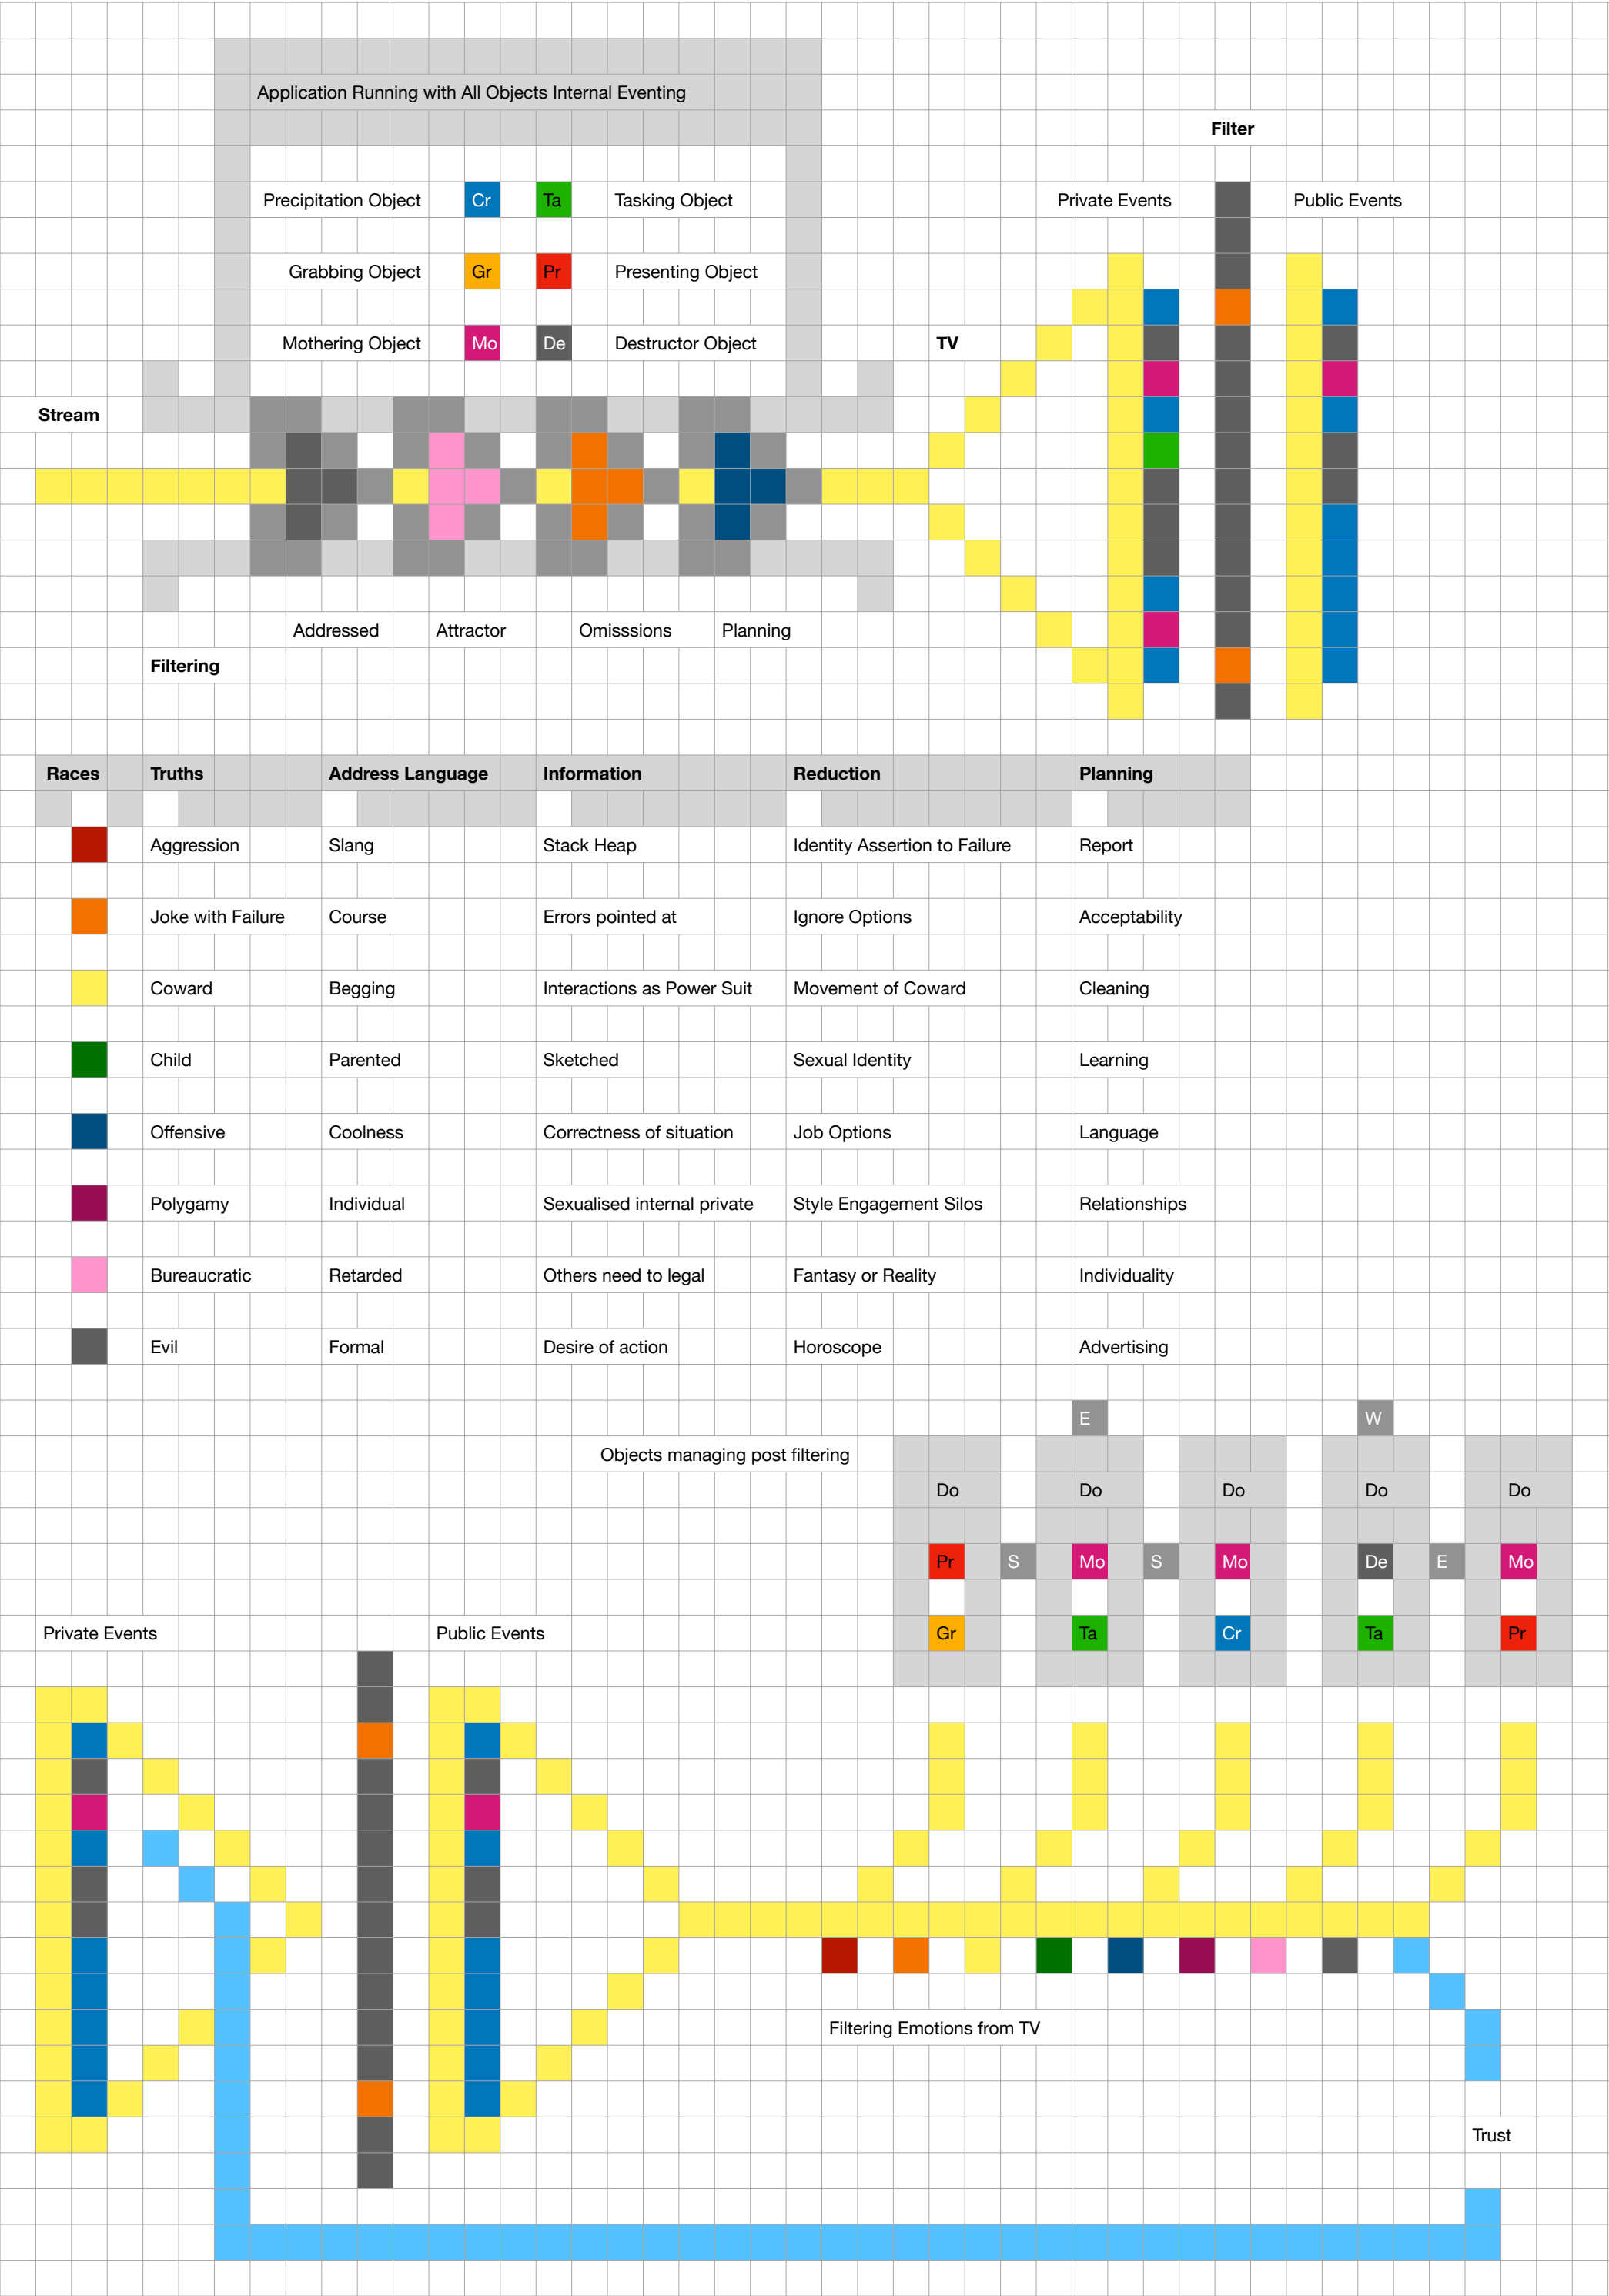 Application Running with All Objects Internal Eventing
Filter
Precipitation Object Cr Ta Tasking Object Private Events Public Events
Grabbing Object Gr Pr Presenting Object
Mothering Object Mo De Destructor Object TV
Stream
Addressed Attractor Omisssions Planning
Filtering
Races Truths Address Language Information Reduction Planning
Aggression Slang Stack Heap Identity Assertion to Failure Report
Joke with Failure Course Errors pointed at Ignore Options Acceptability
Coward Begging Interactions as Power Suit Movement of Coward Cleaning
Child Parented Sketched Sexual Identity Learning
Offensive Coolness Correctness of situation Job Options Language
Polygamy Individual Sexualised internal private Style Engagement Silos Relationships
Bureaucratic Retarded Others need to legal Fantasy or Reality Individuality
Evil Formal Desire of action Horoscope Advertising
E W
Objects managing post filtering
Do Do Do Do Do
Pr S Mo S Mo De E Mo
Private Events Public Events Gr Ta Cr Ta Pr
Filtering Emotions from TV
Trust